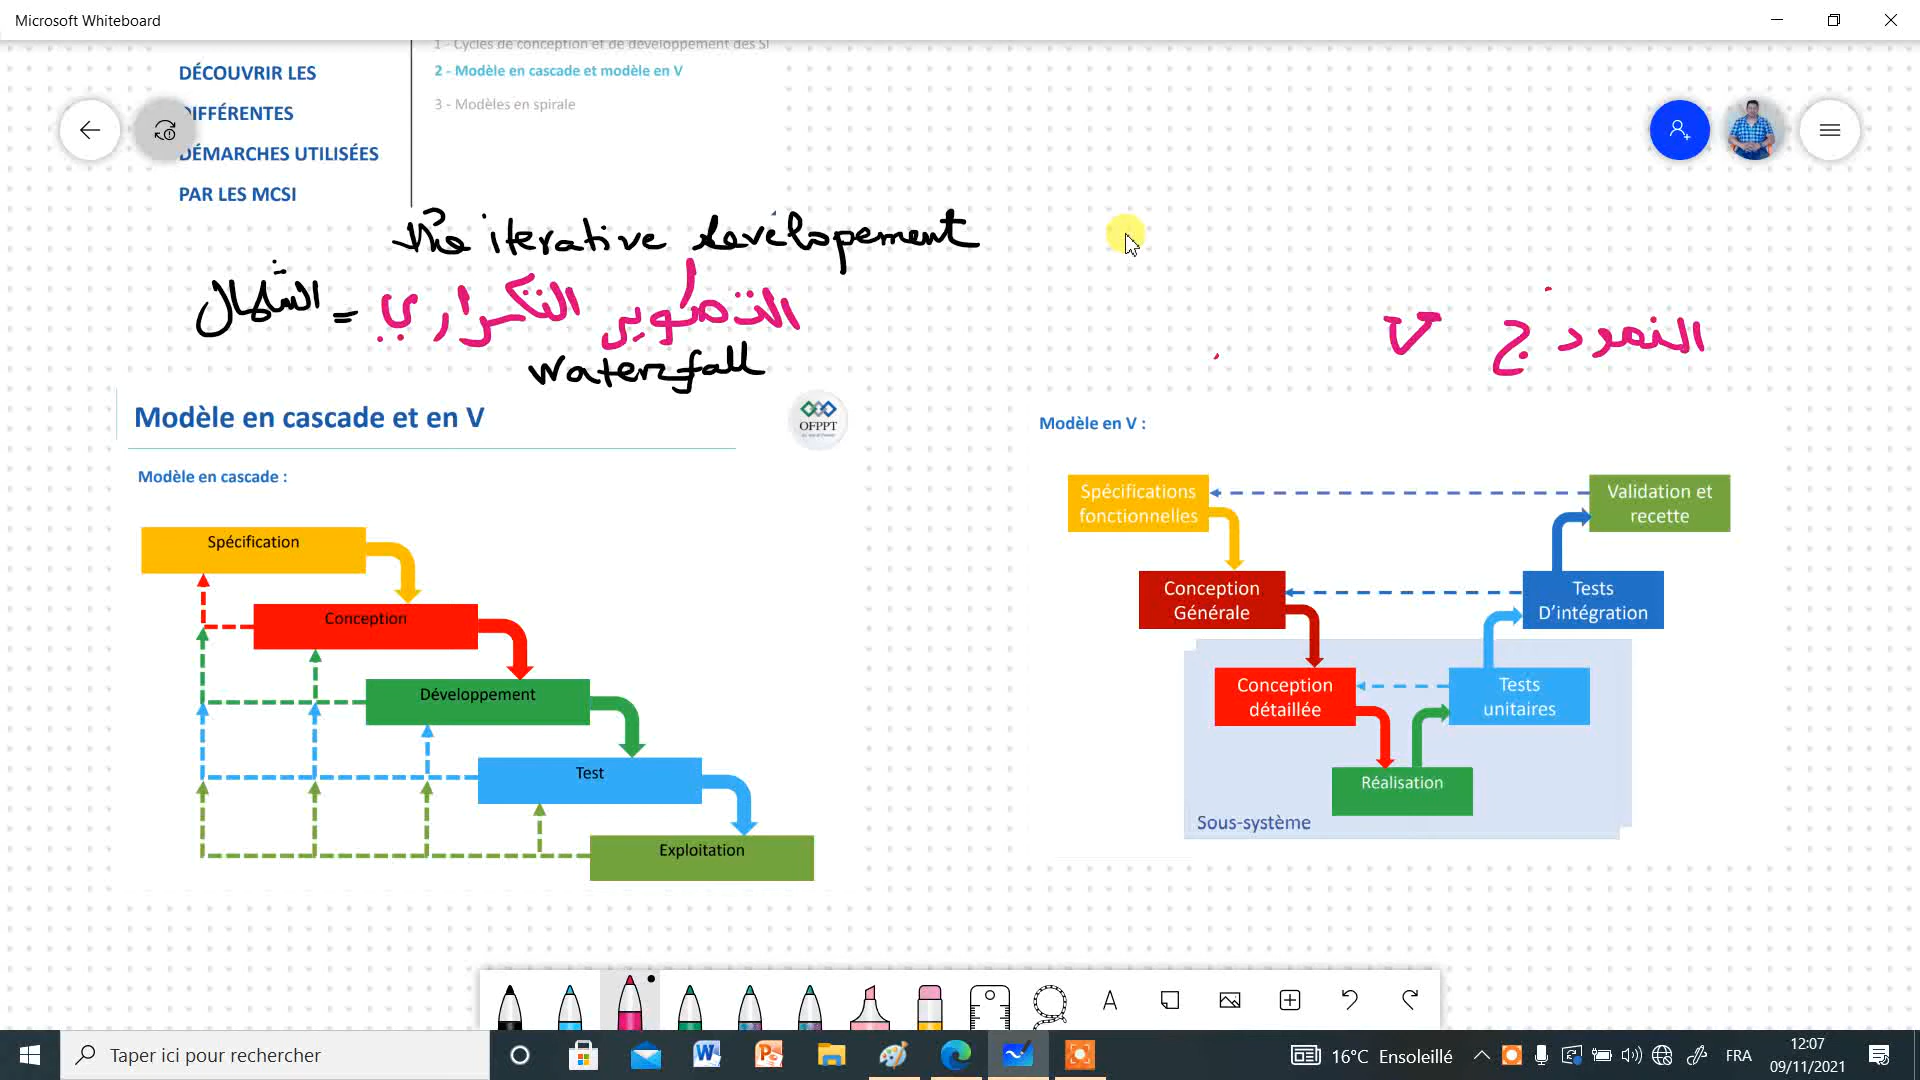 Microsoft Whiteboard
1 - Cycles de conception et de développement des SI
DÉCOUVRIR LES
2 - Modèle en cascade et modèle en V
3 - Modèles en spirale
DIFFÉRENTES
DÉMARCHES UTILISÉES
PAR LES MCSI
The iterative developement
التطوير التكراري = الشلال
waterfall
النمودج V
Modèle en cascade et en V
OFPPT
Modèle en cascade :
Spécification
Conception
Développement
Test
Exploitation
Modèle en V :
Spécifications
fonctionnelles
Validation et
recette
Conception
Générale
Tests
D'intégration
Conception
détaillée
Tests
unitaires
Réalisation
Sous-système
Taper ici pour rechercher
16°C Ensoleillé
FRA
12:07
09/11/2021